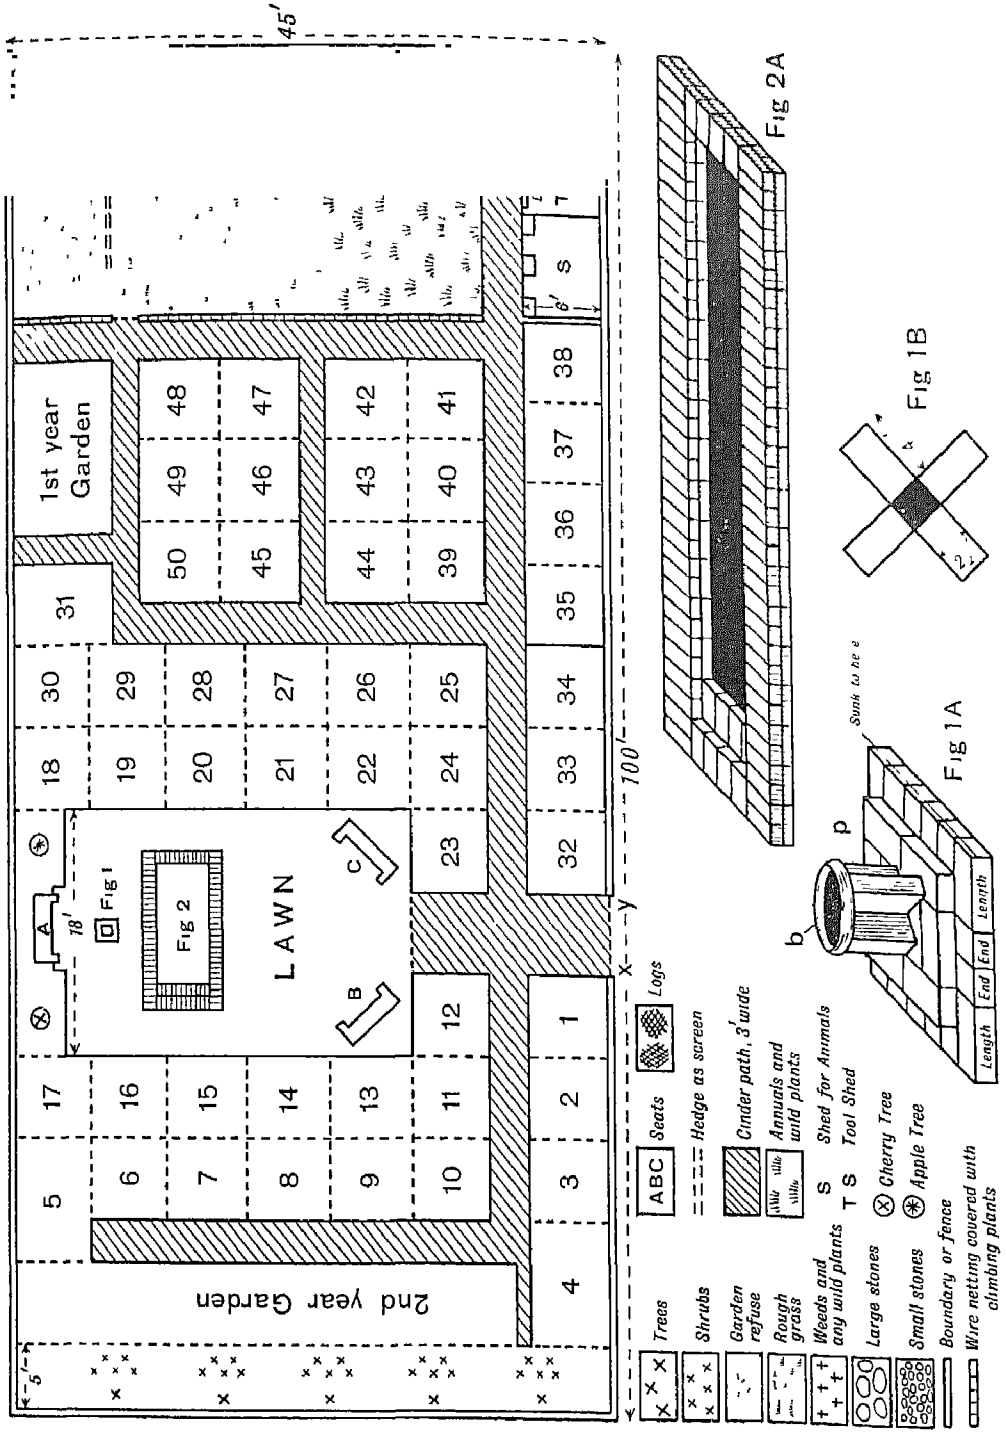 45'
1st year
Garden
31
50
49
48
45
46
47
44
43
42
39
40
41
30
29
28
27
26
25
18
19
20
21
22
24
23
35
36
37
38
34
33
32
S
6'
T
A
18'
Fig 1
Fig 2
LAWN
B
C
17
16
15
14
13
12
11
5
6
7
8
9
10
1
2
3
4
2nd year Garden
5'
100'
x
y
Trees
Shrubs
Garden
refuse
Rough
grass
Weeds and
any wild plants
Large stones
Small stones
Boundary or fence
Wire netting covered with
climbing plants
ABC Seats
Logs
Hedge as screen
Cinder path, 3' wide
Annuals and
wild plants
S Shed for Animals
T S Tool Shed
Cherry Tree
Apple Tree
b
p
Sunk to
Length
End
End
Length
Fig 1A
Fig 1B
Fig 2A